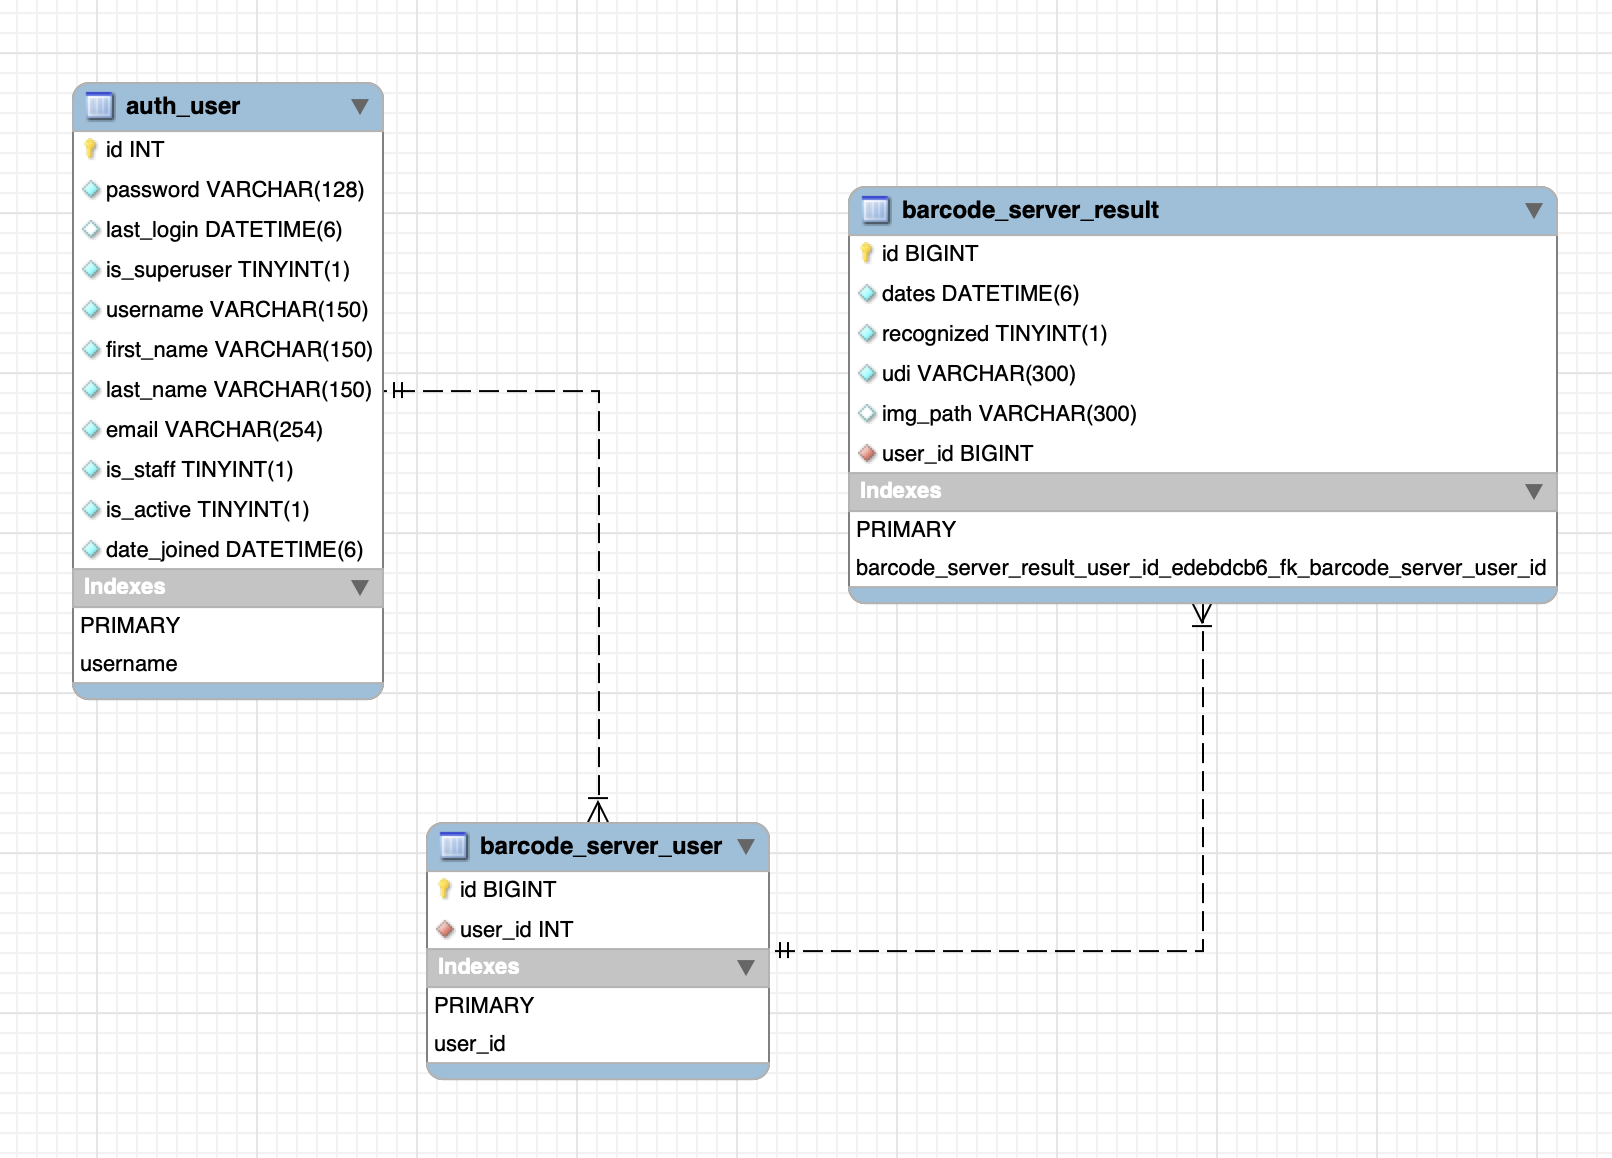 auth_user
id INT
password VARCHAR(128)
last_login DATETIME(6)
is_superuser TINYINT(1)
username VARCHAR(150)
first_name VARCHAR(150)
last_name VARCHAR(150)
email VARCHAR(254)
is_staff TINYINT(1)
is_active TINYINT(1)
date_joined DATETIME(6)
Indexes
PRIMARY
username
barcode_server_result
id BIGINT
dates DATETIME(6)
recognized TINYINT(1)
udi VARCHAR(300)
img_path VARCHAR(300)
user_id BIGINT
Indexes
PRIMARY
barcode_server_result_user_id_edebdcb6_fk_barcode_server_user_id
barcode_server_user
id BIGINT
user_id INT
Indexes
PRIMARY
user_id